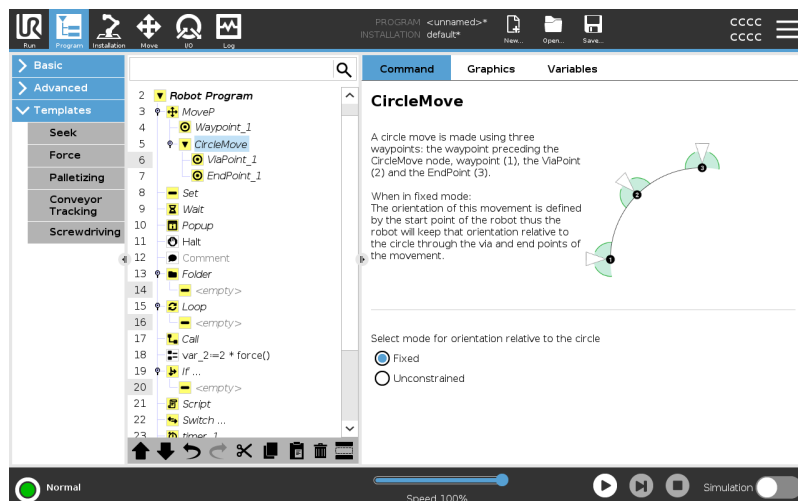 PROGRAM <unnamed>*
INSTALLATION default*
CCCC
CCCC
Run
Program
Installation
Move
I/O
Log
New...
Open...
Save...
Basic
Advanced
Templates
Seek
Force
Palletizing
Conveyor
Tracking
Screwdriving
2 Robot Program
3 MoveP
4 Waypoint_1
5 CircleMove
6 ViaPoint_1
7 EndPoint_1
8 Set
9 Wait
10 Popup
11 Halt
12 Comment
13 Folder
14 <empty>
15 Loop
16 <empty>
17 Call
18 var_2:=2 * force()
19 If ...
20 <empty>
21 Script
22 Switch ...
23 timer_1
Command Graphics Variables
CircleMove
A circle move is made using three
waypoints: the waypoint preceding the
CircleMove node, waypoint (1), the ViaPoint
(2) and the EndPoint (3).
When in fixed mode:
The orientation of this movement is defined
by the start point of the robot thus the
robot will keep that orientation relative to
the circle through the via and end points of
the movement.
1
2
3
Select mode for orientation relative to the circle
Fixed
Unconstrained
Normal
Speed 100%
Simulation